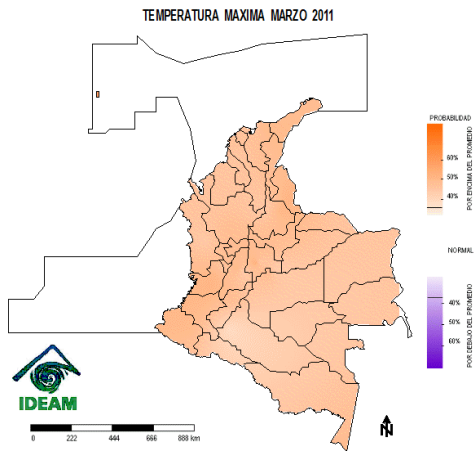 TEMPERATURA MAXIMA MARZO 2011
PROBABILIDAD
60%
50%
40%
POR ENCIMA DEL PROMEDIO
NORMAL
40%
50%
60%
POR DEBAJO DEL PROMEDIO
IDEAM
0 222 444 666 888 km
N